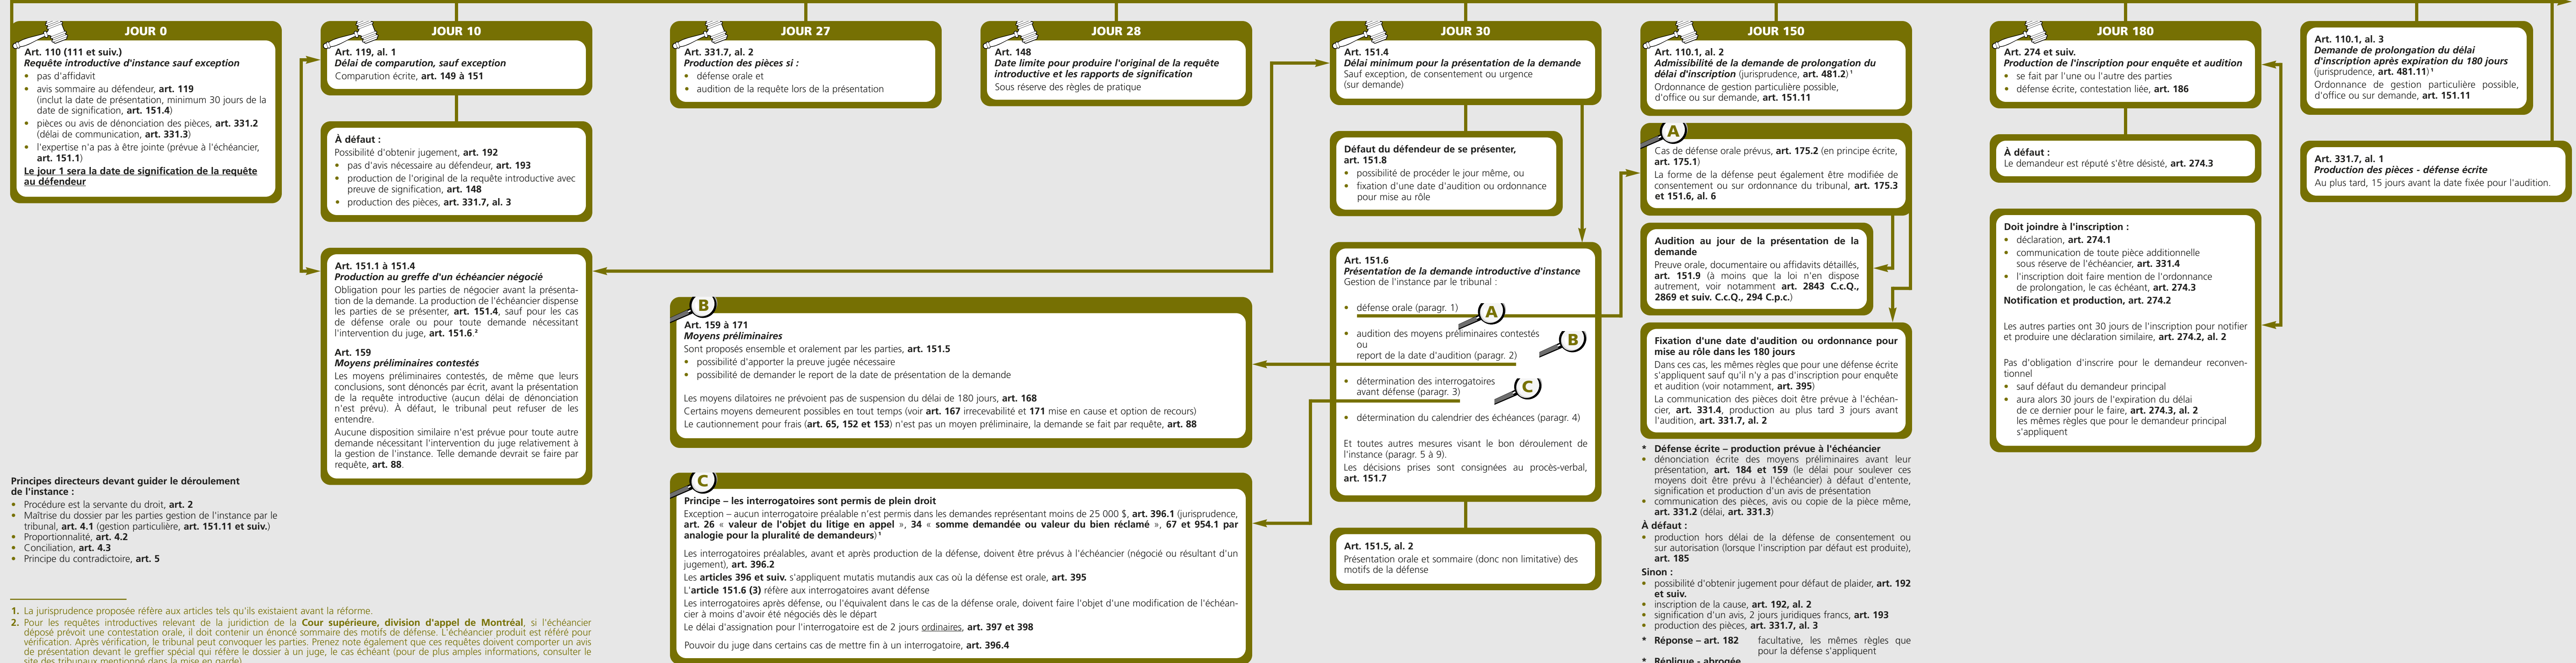 JOUR 0
Art. 110 (111 et suiv.)
Requête introductive d'instance sauf exception
• pas d'affidavit
• avis sommaire au défendeur, art. 119
(inclut la date de présentation, minimum 30 jours de la
date de signification, art. 151.4)
• pièces ou avis de dénonciation des pièces, art. 331.2
(délai de communication, art. 331.3)
• l'expertise n'a pas à être jointe (prévue à l'échéancier,
art. 151.1)
Le jour 1 sera la date de signification de la requête
au défendeur
Principes directeurs devant guider le déroulement
de l'instance :
• Procédure est la servante du droit, art. 2
• Maîtrise du dossier par les parties gestion de l'instance par le
tribunal, art. 4.1 (gestion particulière, art. 151.11 et suiv.)
• Proportionnalité, art. 4.2
• Conciliation, art. 4.3
• Principe du contradictoire, art. 5
JOUR 10
Art. 119, al. 1
Délai de comparution, sauf exception
Comparution écrite, art. 149 à 151
À défaut :
Possibilité d'obtenir jugement, art. 192
• pas d'avis nécessaire au défendeur, art. 193
• production de l'original de la requête introductive avec
preuve de signification, art. 148
• production des pièces, art. 331.7, al. 3
Art. 151.1 à 151.4
Production au greffe d'un échéancier négocié
Obligation pour les parties de négocier avant la présenta-
tion de la demande. La production de l'échéancier dispense
les parties de se présenter, art. 151.4, sauf pour les cas
de défense orale ou pour toute demande nécessitant
l'intervention du juge, art. 151.6.²
Art. 159
Moyens préliminaires contestés
Les moyens préliminaires contestés, de même que leurs
conclusions, sont dénoncés par écrit, avant la présentation
de la requête introductive (aucun délai de dénonciation
n'est prévu). À défaut, le tribunal peut refuser de les
entendre.
Aucune disposition similaire n'est prévue pour toute autre
demande nécessitant l'intervention du juge relativement à
la gestion de l'instance. Telle demande devrait se faire par
requête, art. 88.
1. La jurisprudence proposée réfère aux articles tels qu'ils existaient avant la réforme.
2. Pour les requêtes introductives relevant de la juridiction de la Cour supérieure, division d'appel de Montréal, si l'échéancier
déposé prévoit une contestation orale, il doit contenir un énoncé sommaire des motifs de défense. L'échéancier produit est référé pour
vérification. Après vérification, le tribunal peut convoquer les parties. Prenez note également que ces requêtes doivent comporter un avis
de présentation devant le greffier spécial qui réfère le dossier à un juge, le cas échéant (pour de plus amples informations, consulter le
site des tribunaux mentionné dans la mise en garde).
JOUR 27
Art. 331.7, al. 2
Production des pièces si :
• défense orale et
• audition de la requête lors de la présentation
JOUR 28
Art. 148
Date limite pour produire l'original de la requête
introductive et les rapports de signification
Sous réserve des règles de pratique
B
Art. 159 à 171
Moyens préliminaires
Sont proposés ensemble et oralement par les parties, art. 151.5
• possibilité d'apporter la preuve jugée nécessaire
• possibilité de demander le report de la date de présentation de la demande
Les moyens dilatoires ne prévoient pas de suspension du délai de 180 jours, art. 168
Certains moyens demeurent possibles en tout temps (voir art. 167 irrecevabilité et 171 mise en cause et option de recours)
Le cautionnement pour frais (art. 65, 152 et 153) n'est pas un moyen préliminaire, la demande se fait par requête, art. 88
C
Principe – les interrogatoires sont permis de plein droit
Exception – aucun interrogatoire préalable n'est permis dans les demandes représentant moins de 25 000 $, art. 396.1 (jurisprudence,
art. 26 « valeur de l'objet du litige en appel », 34 « somme demandée ou valeur du bien réclamé », 67 et 954.1 par
analogie pour la pluralité de demandeurs)¹
Les interrogatoires préalables, avant et après production de la défense, doivent être prévus à l'échéancier (négocié ou résultant d'un
jugement), art. 396.2
Les articles 396 et suiv. s'appliquent mutatis mutandis aux cas où la défense est orale, art. 395
L'article 151.6 (3) réfère aux interrogatoires avant défense
Les interrogatoires après défense, ou l'équivalent dans le cas de la défense orale, doivent faire l'objet d'une modification de l'échéan-
cier à moins d'avoir été négociés dès le départ
Le délai d'assignation pour l'interrogatoire est de 2 jours ordinaires, art. 397 et 398
Pouvoir du juge dans certains cas de mettre fin à un interrogatoire, art. 396.4
JOUR 30
Art. 151.4
Délai minimum pour la présentation de la demande
Sauf exception, de consentement ou urgence
(sur demande)
Défaut du défendeur de se présenter,
art. 151.8
• possibilité de procéder le jour même, ou
• fixation d'une date d'audition ou ordonnance
pour mise au rôle
Art. 151.6
Présentation de la demande introductive d'instance
Gestion de l'instance par le tribunal :
• défense orale (paragr. 1)
A
• audition des moyens préliminaires contestés
ou
report de la date d'audition (paragr. 2)
B
• détermination des interrogatoires
avant défense (paragr. 3)
C
• détermination du calendrier des échéances (paragr. 4)
Et toutes autres mesures visant le bon déroulement de
l'instance (paragr. 5 à 9).
Les décisions prises sont consignées au procès-verbal,
art. 151.7
Art. 151.5, al. 2
Présentation orale et sommaire (donc non limitative) des
motifs de la défense
JOUR 150
Art. 110.1, al. 2
Admissibilité de la demande de prolongation du
délai d'inscription (jurisprudence, art. 481.2)¹
Ordonnance de gestion particulière possible,
d'office ou sur demande, art. 151.11
A
Cas de défense orale prévus, art. 175.2 (en principe écrite,
art. 175.1)
La forme de la défense peut également être modifiée de
consentement ou sur ordonnance du tribunal, art. 175.3
et 151.6, al. 6
Audition au jour de la présentation de la
demande
Preuve orale, documentaire ou affidavits détaillés,
art. 151.9 (à moins que la loi n'en dispose
autrement, voir notamment art. 2843 C.c.Q.,
2869 et suiv. C.c.Q., 294 C.p.c.)
Fixation d'une date d'audition ou ordonnance pour
mise au rôle dans les 180 jours
Dans ces cas, les mêmes règles que pour une défense écrite
s'appliquent sauf qu'il n'y a pas d'inscription pour enquête
et audition (voir notamment, art. 395)
La communication des pièces doit être prévue à l'échéan-
cier, art. 331.4, production au plus tard 3 jours avant
l'audition, art. 331.7, al. 2
* Défense écrite – production prévue à l'échéancier
• dénonciation écrite des moyens préliminaires avant leur
présentation, art. 184 et 159 (le délai pour soulever ces
moyens doit être prévu à l'échéancier) à défaut d'entente,
signification et production d'un avis de présentation
• communication des pièces, avis ou copie de la pièce même,
art. 331.2 (délai, art. 331.3)
À défaut :
• production hors délai de la défense de consentement ou
sur autorisation (lorsque l'inscription par défaut est produite),
art. 185
Sinon :
• possibilité d'obtenir jugement pour défaut de plaider, art. 192
et suiv.
• inscription de la cause, art. 192, al. 2
• signification d'un avis, 2 jours juridiques francs, art. 193
• production des pièces, art. 331.7, al. 3
* Réponse – art. 182 facultative, les mêmes règles que
pour la défense s'appliquent
* Réplique - abrogée
JOUR 180
Art. 274 et suiv.
Production de l'inscription pour enquête et audition
• se fait par l'une ou l'autre des parties
• défense écrite, contestation liée, art. 186
À défaut :
Le demandeur est réputé s'être désisté, art. 274.3
Doit joindre à l'inscription :
• déclaration, art. 274.1
• communication de toute pièce additionnelle
sous réserve de l'échéancier, art. 331.4
• l'inscription doit faire mention de l'ordonnance
de prolongation, le cas échéant, art. 274.3
Notification et production, art. 274.2
Les autres parties ont 30 jours de l'inscription pour notifier
et produire une déclaration similaire, art. 274.2, al. 2
Pas d'obligation d'inscrire pour le demandeur reconven-
tionnel
• sauf défaut du demandeur principal
• aura alors 30 jours de l'expiration du délai
de ce dernier pour le faire, art. 274.3, al. 2
les mêmes règles que pour le demandeur principal
s'appliquent
Art. 110.1, al. 3
Demande de prolongation du délai
d'inscription après expiration du 180 jours
(jurisprudence, art. 481.11)¹
Ordonnance de gestion particulière possible,
d'office ou sur demande, art. 151.11
Art. 331.7, al. 1
Production des pièces - défense écrite
Au plus tard, 15 jours avant la date fixée pour l'audition.